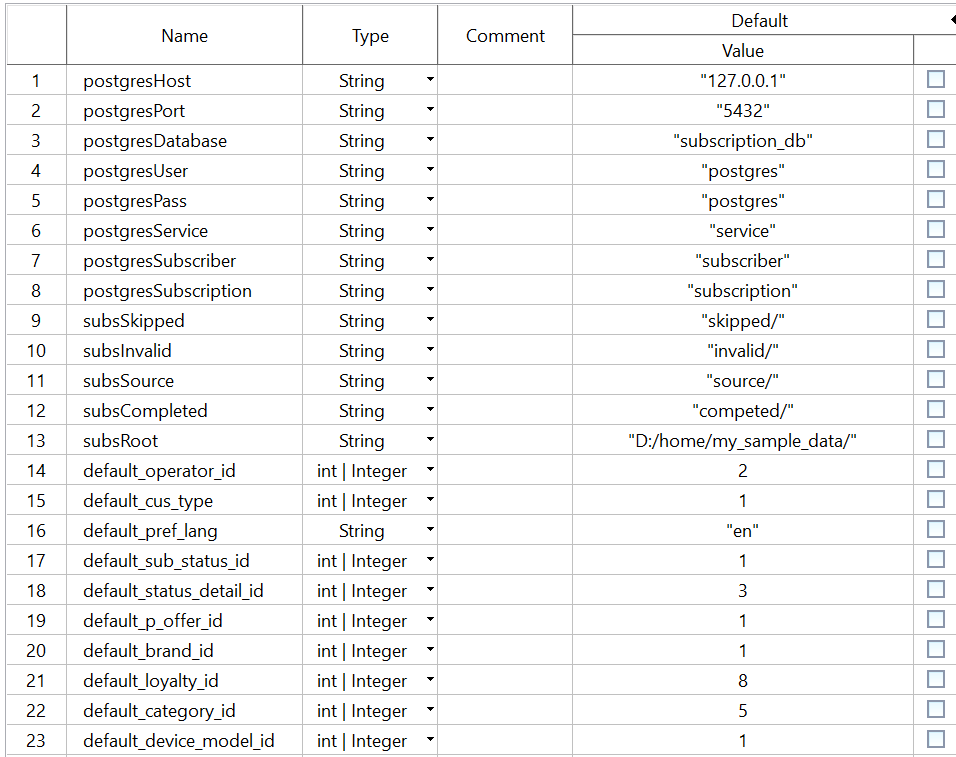 Name Type Comment Default
Value
1 postgresHost String "127.0.0.1"
2 postgresPort String "5432"
3 postgresDatabase String "subscription_db"
4 postgresUser String "postgres"
5 postgresPass String "postgres"
6 postgresService String "service"
7 postgresSubscriber String "subscriber"
8 postgresSubscription String "subscription"
9 subsSkipped String "skipped/"
10 subsInvalid String "invalid/"
11 subsSource String "source/"
12 subsCompleted String "competed/"
13 subsRoot String "D:/home/my_sample_data/"
14 default_operator_id int | Integer 2
15 default_cus_type int | Integer 1
16 default_pref_lang String "en"
17 default_sub_status_id int | Integer 1
18 default_status_detail_id int | Integer 3
19 default_p_offer_id int | Integer 1
20 default_brand_id int | Integer 1
21 default_loyalty_id int | Integer 8
22 default_category_id int | Integer 5
23 default_device_model_id int | Integer 1